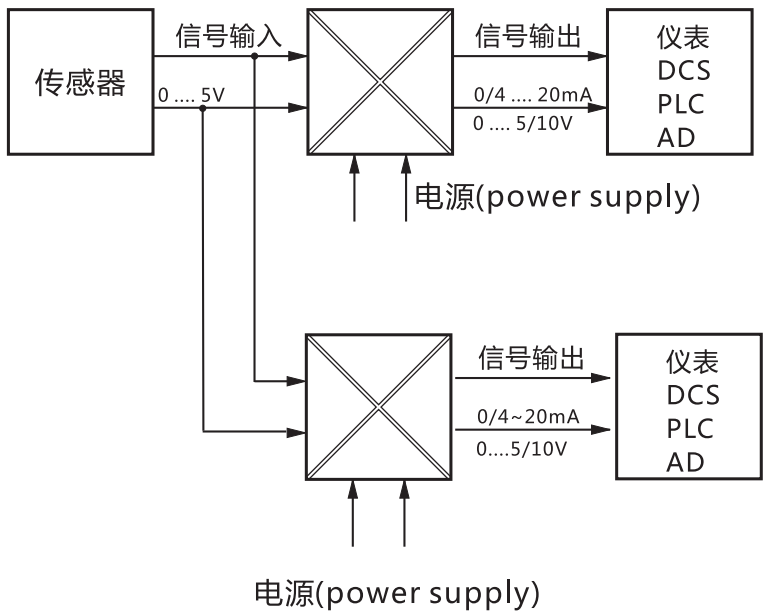 传感器
信号输入
0 .... 5V
信号输出
0/4 .... 20mA
0 .... 5/10V
仪表
DCS
PLC
AD
电源(power supply)
信号输出
0/4~20mA
0....5/10V
仪表
DCS
PLC
AD
电源(power supply)